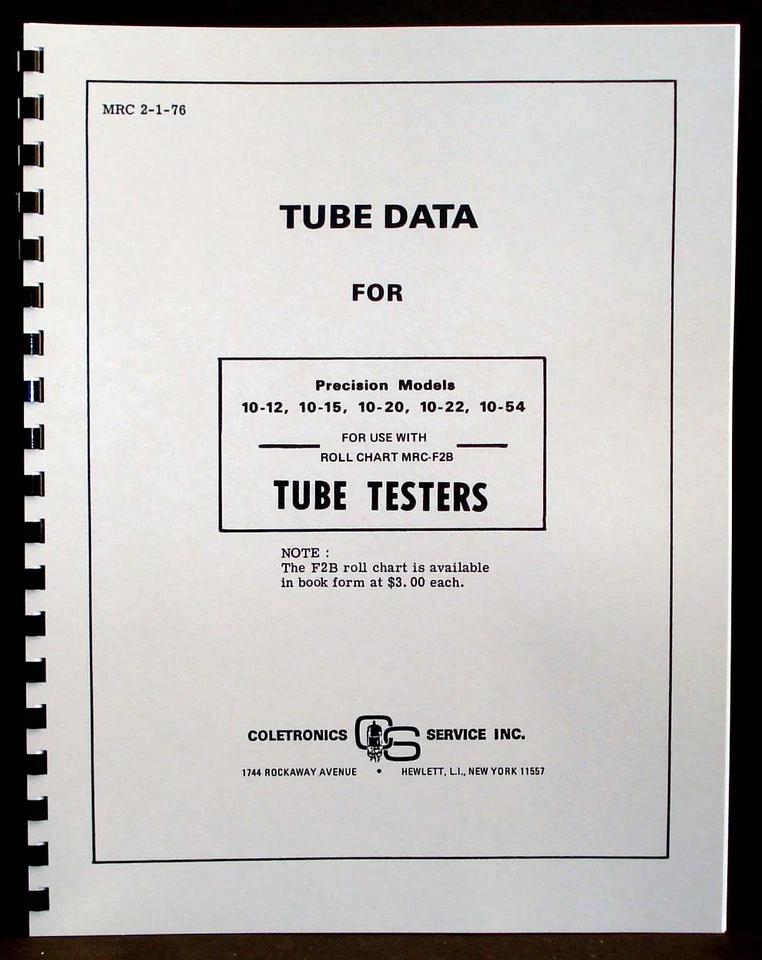 MRC 2-1-76
TUBE DATA
FOR
Precision Models
10-12, 10-15, 10-20, 10-22, 10-54
FOR USE WITH
ROLL CHART MRC-F2B
TUBE TESTERS
NOTE :
The F2B roll chart is available
in book form at $3.00 each.
COLETRONICS CS SERVICE INC.
1744 ROCKAWAY AVENUE • HEWLETT, L.I., NEW YORK 11557